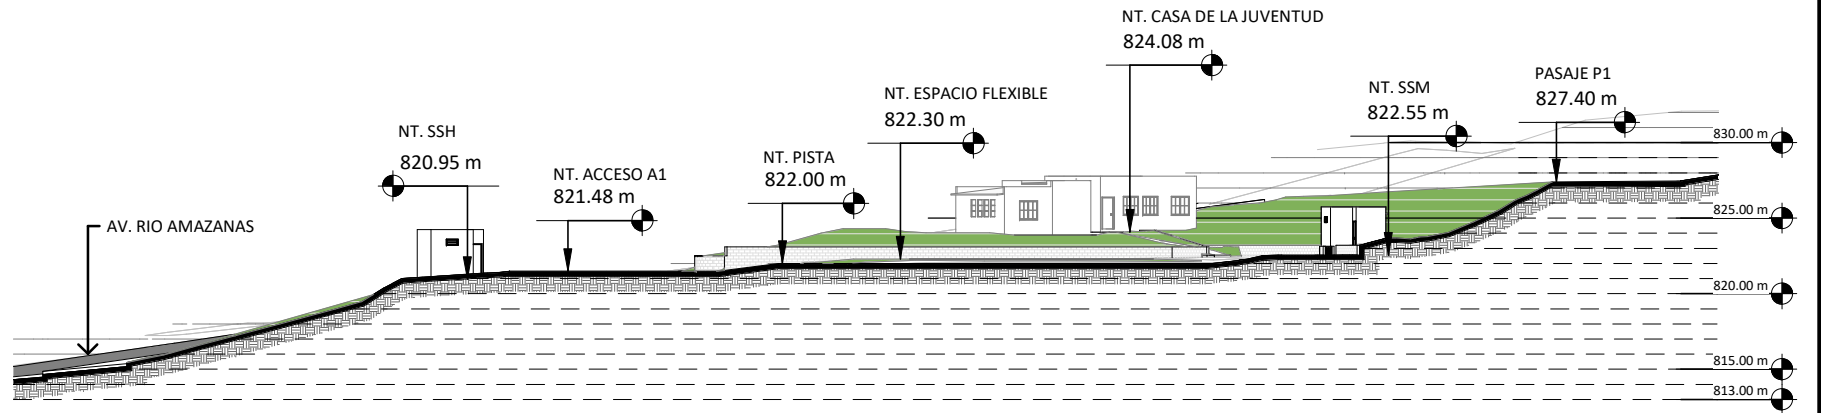 NT. CASA DE LA JUVENTUD
824.08 m
NT. ESPACIO FLEXIBLE
822.30 m
NT. SSM
822.55 m
PASAJE P1
827.40 m
NT. SSH
820.95 m
NT. ACCESO A1
821.48 m
NT. PISTA
822.00 m
AV. RIO AMAZANAS
830.00 m
825.00 m
820.00 m
815.00 m
813.00 m